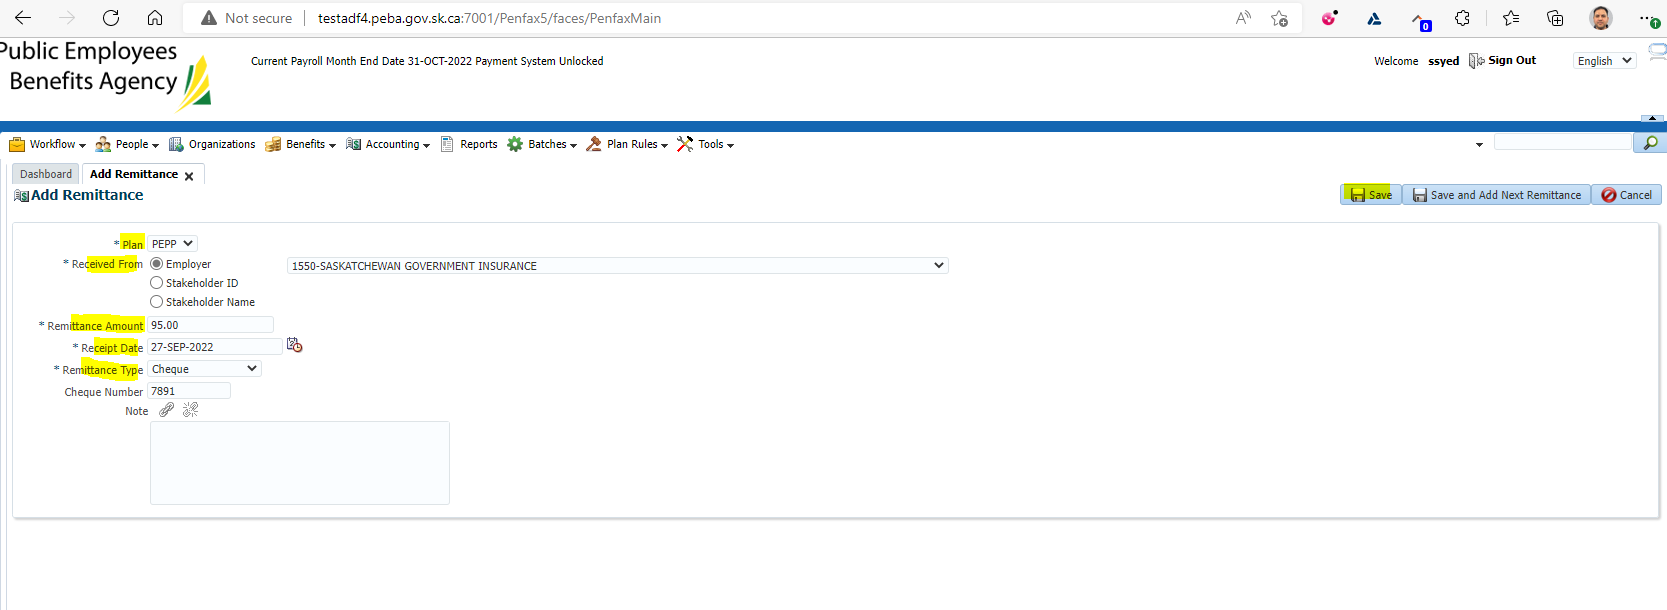 Not secure | testadf4.peba.gov.sk.ca:7001/Penfax5/faces/PenfaxMain
0
Public Employees
Benefits Agency
Current Payroll Month End Date 31-OCT-2022 Payment System Unlocked
Welcome ssyed Sign Out English
Workflow People Organizations Benefits Accounting Reports Batches Plan Rules Tools
Dashboard Add Remittance
Add Remittance
Save Save and Add Next Remittance Cancel
* Plan PEPP
* Received From Employer 1550-SASKATCHEWAN GOVERNMENT INSURANCE
Stakeholder ID
Stakeholder Name
* Remittance Amount 95.00
* Receipt Date 27-SEP-2022
* Remittance Type Cheque
Cheque Number 7891
Note